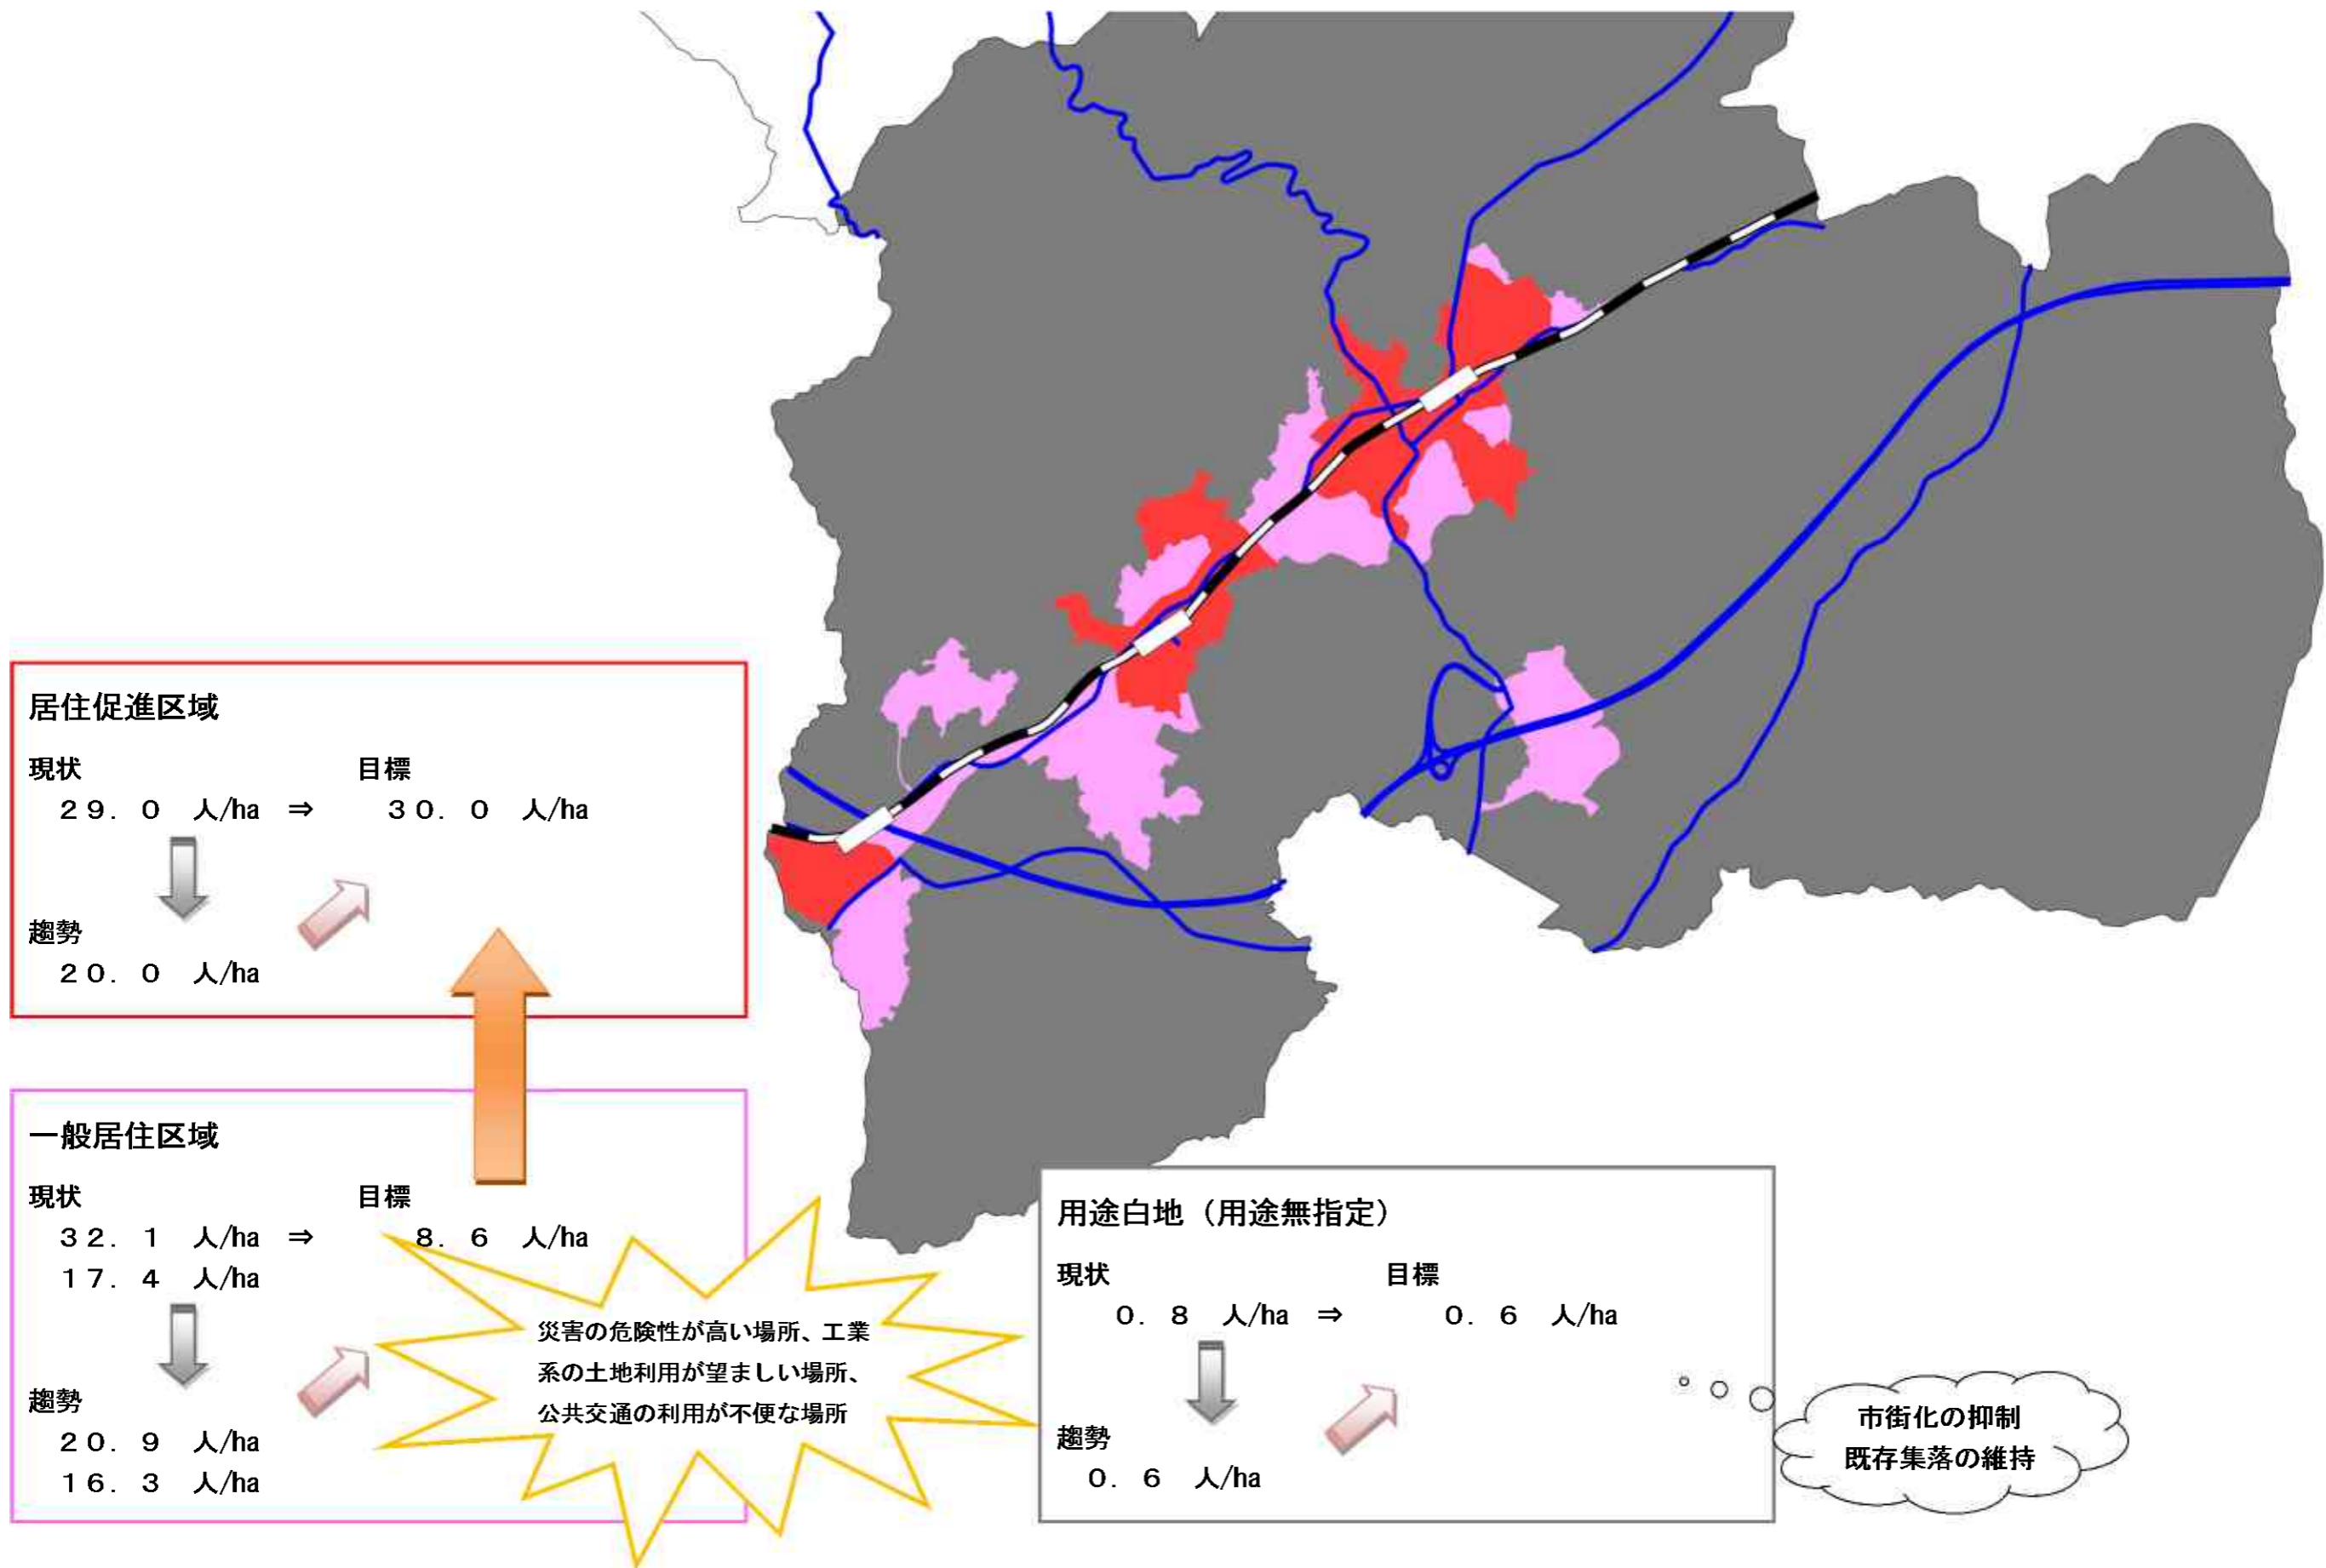 居住促進区域
現状　目標
２９．０　人/ha　⇒　３０．０　人/ha
趨勢
２０．０　人/ha
一般居住区域
現状　目標
３２．１　人/ha　⇒　８．６　人/ha
１７．４　人/ha
趨勢
２０．９　人/ha
１６．３　人/ha
災害の危険性が高い場所、工業
系の土地利用が望ましい場所、
公共交通の利用が不便な場所
用途白地（用途無指定）
現状　目標
０．８　人/ha　⇒　０．６　人/ha
趨勢
０．６　人/ha
市街化の抑制
既存集落の維持